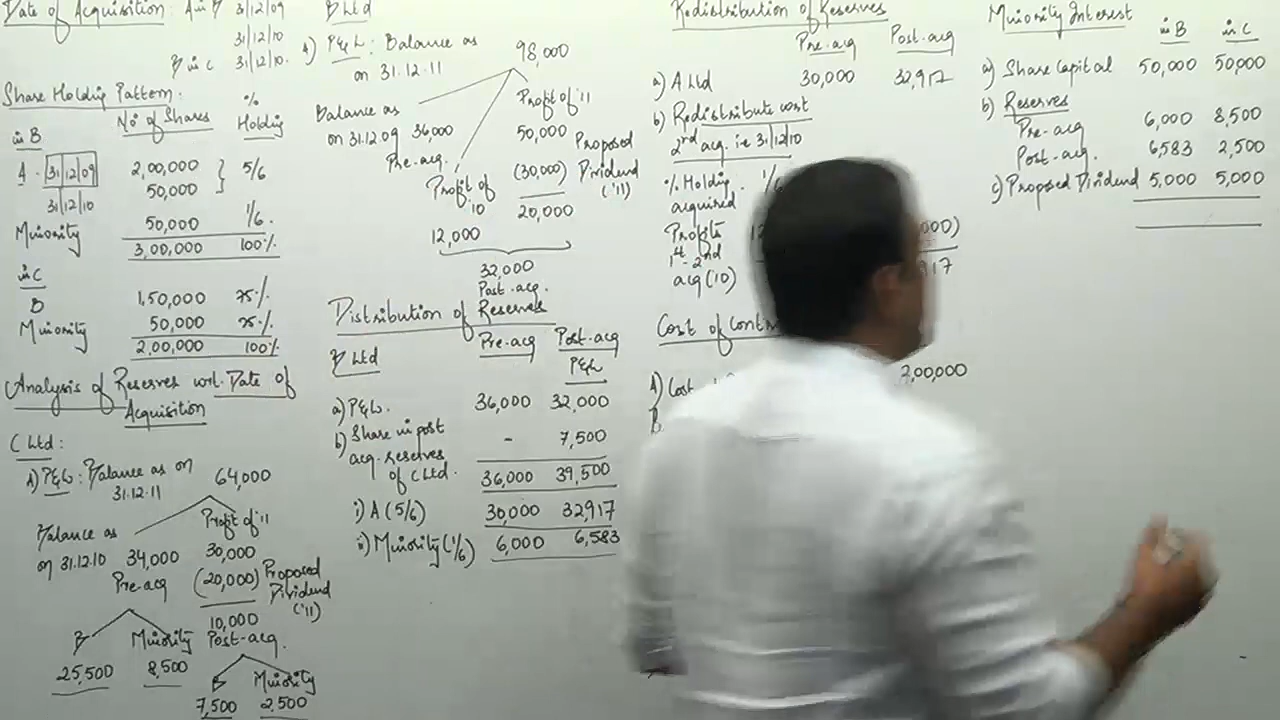 Date of Acquisition: A in B 31/12/09
31/12/10
B in C 31/12/10.
Share Holding Pattern.
No of Shares % Holding
in B
A - 31/12/09 2,00,000 } 5/6
31/12/10 50,000
Minority 50,000 1/6.
3,00,000 100%
in C
B 1,50,000 75%
Minority 50,000 25%
2,00,000 100%
Analysis of Reserves wrt. Date of
Acquisition
C Ltd:
A) P&L: Balance as on 64,000
31.12.11
Balance as
on 31.12.10 34,000
Pre-acq
B Minority
25,500 8,500
Profit of '11
30,000
(20,000) Proposed Dividend ('11)
10,000
Post-acq.
B Minority
7,500 2,500
B Ltd
A) P&L: Balance as 98,000
on 31.12.11
Balance as
on 31.12.09 36,000
Pre-acq.
Profit of '10
12,000
Profit of '11
50,000
(30,000) Proposed Dividend ('11)
20,000
32,000
Post-acq.
Distribution of Reserves
B Ltd Pre-acq Post-acq
P&L
a) P&L. 36,000 32,000
b) Share in post - 7,500
acq. reserves
of C Ltd. 36,000 39,500
i) A (5/6) 30,000 32,917
ii) Minority (1/6) 6,000 6,583
Redistribution of Reserves
Pre-acq Post-acq
a) A Ltd 30,000 32,917
b) Redistribute cost
2nd acq. i.e 31/12/10
% Holding 1/6
acquired
Profits
1st - 2nd
acq (10)
Cost of
A) Cost
2,00,000
Minority Interest
in B in C
a) Share Capital 50,000 50,000
b) Reserves
Pre-acq 6,000 8,500
Post-acq. 6,583 2,500
c) Proposed Dividend 5,000 5,000